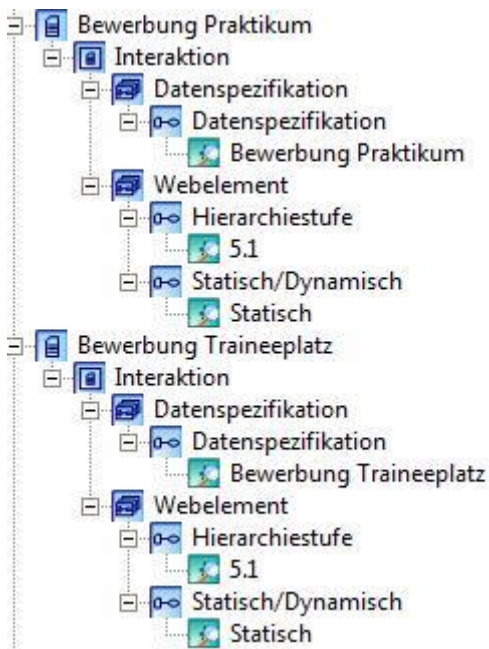 Bewerbung Praktikum
Interaktion
Datenspezifikation
Datenspezifikation
Bewerbung Praktikum
Webelement
Hierarchiestufe
5.1
Statisch/Dynamisch
Statisch
Bewerbung Traineeplatz
Interaktion
Datenspezifikation
Datenspezifikation
Bewerbung Traineeplatz
Webelement
Hierarchiestufe
5.1
Statisch/Dynamisch
Statisch